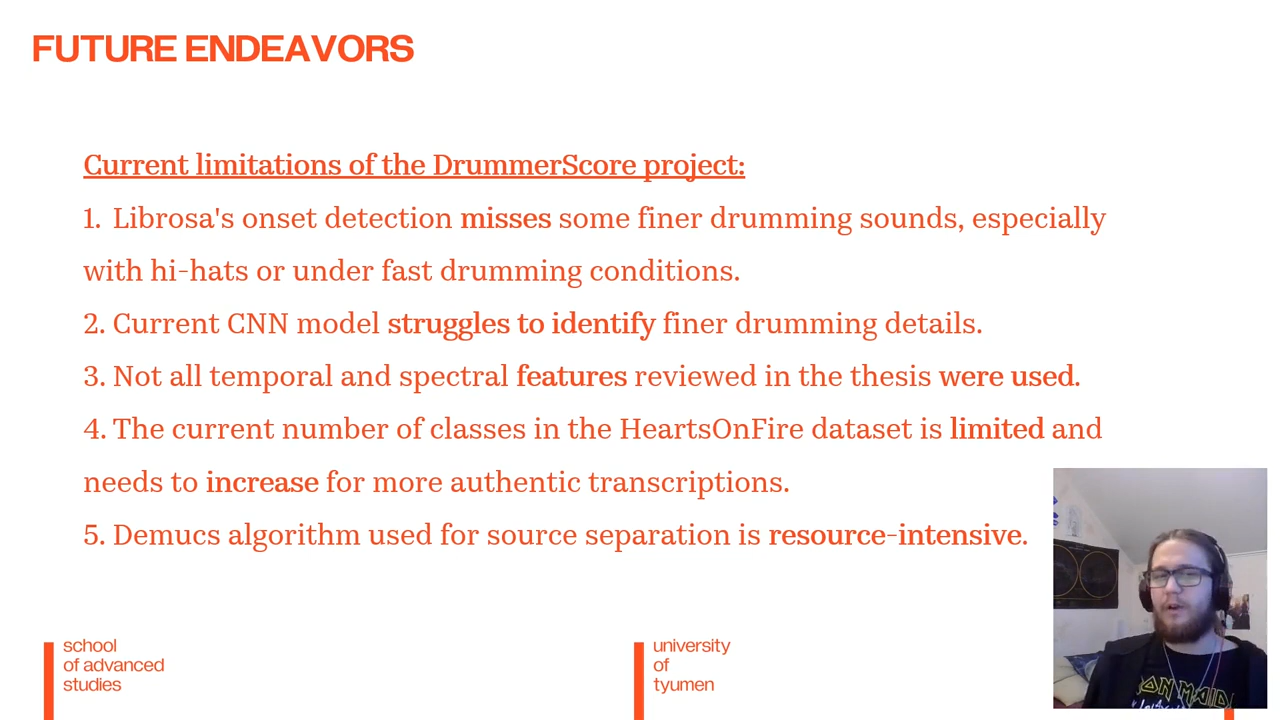 FUTURE ENDEAVORS
Current limitations of the DrummerScore project:
1. Librosa's onset detection misses some finer drumming sounds, especially
with hi-hats or under fast drumming conditions.
2. Current CNN model struggles to identify finer drumming details.
3. Not all temporal and spectral features reviewed in the thesis were used.
4. The current number of classes in the HeartsOnFire dataset is limited and
needs to increase for more authentic transcriptions.
5. Demucs algorithm used for source separation is resource-intensive.
school
of advanced
studies
university
of
tyumen